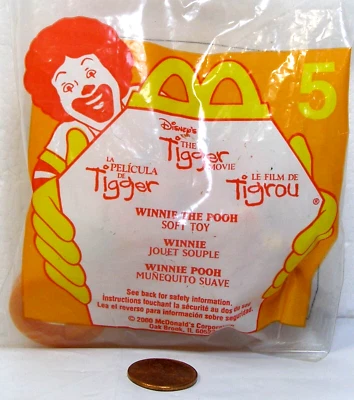 5
DISNEY'S
THE
Tigger
MOVIE
LA
PELÍCULA
DE
Tigger
LE FILM DE
Tigrou
®
WINNIE THE POOH
SOFT TOY
WINNIE
JOUET SOUPLE
WINNIE POOH
MUÑEQUITO SUAVE
See back for safety information.
Instructions touchant la sécurité au dos du sac.
Lea el reverso para información sobre seguridad.
© 2000 McDonald's Corporation
Oak Brook, IL